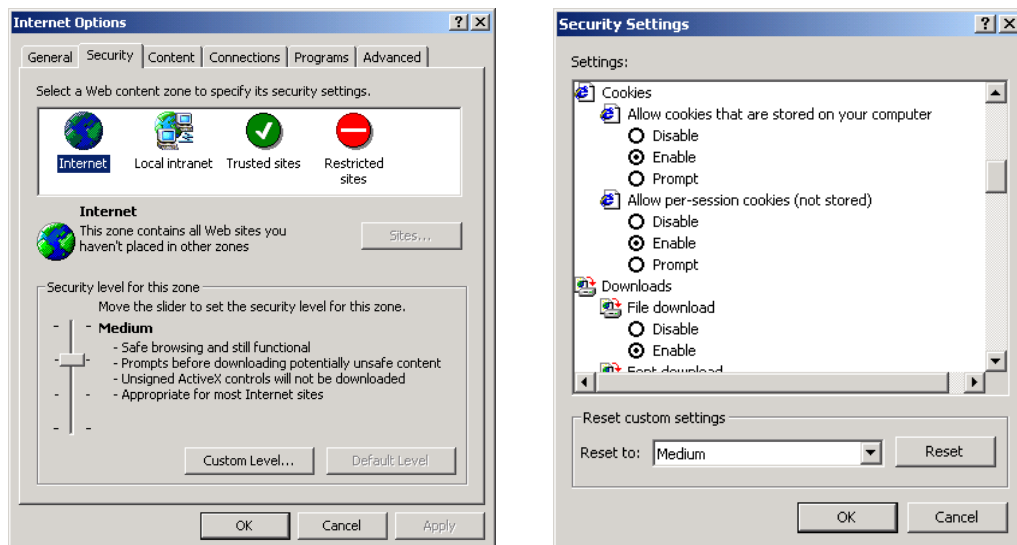 Internet Options
General Security Content Connections Programs Advanced
Select a Web content zone to specify its security settings.
Internet Local intranet Trusted sites Restricted
sites
Internet
This zone contains all Web sites you
haven't placed in other zones
Sites...
Security level for this zone
Move the slider to set the security level for this zone.
Medium
- Safe browsing and still functional
- Prompts before downloading potentially unsafe content
- Unsigned ActiveX controls will not be downloaded
- Appropriate for most Internet sites
Custom Level... Default Level
OK Cancel Apply
Security Settings
Settings:
Cookies
Allow cookies that are stored on your computer
Disable
Enable
Prompt
Allow per-session cookies (not stored)
Disable
Enable
Prompt
Downloads
File download
Disable
Enable
Font download
Reset custom settings
Reset to: Medium Reset
OK Cancel